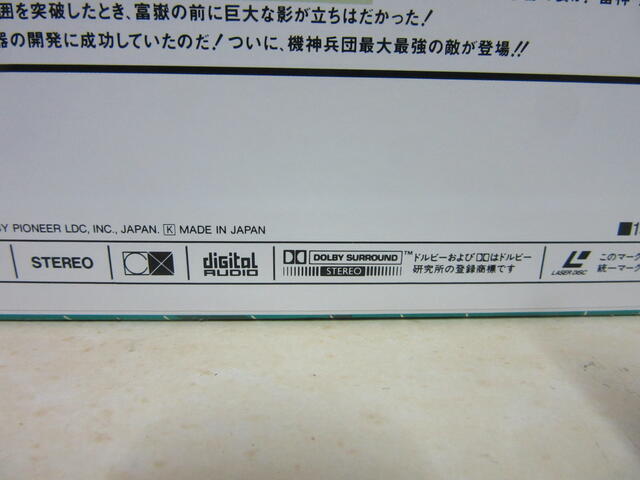 囲を突破したとき、富嶽の前に巨大な影が立ちはだかった!
器の開発に成功していたのだ! ついに、機神兵団最大最強の敵が登場!!
BY PIONEER LDC, INC., JAPAN. K MADE IN JAPAN
STEREO
digital AUDIO
DOLBY SURROUND™
STEREO
ドルビーおよびDDはドルビー
研究所の登録商標です
LASER DISC
このマーク
統一マーク